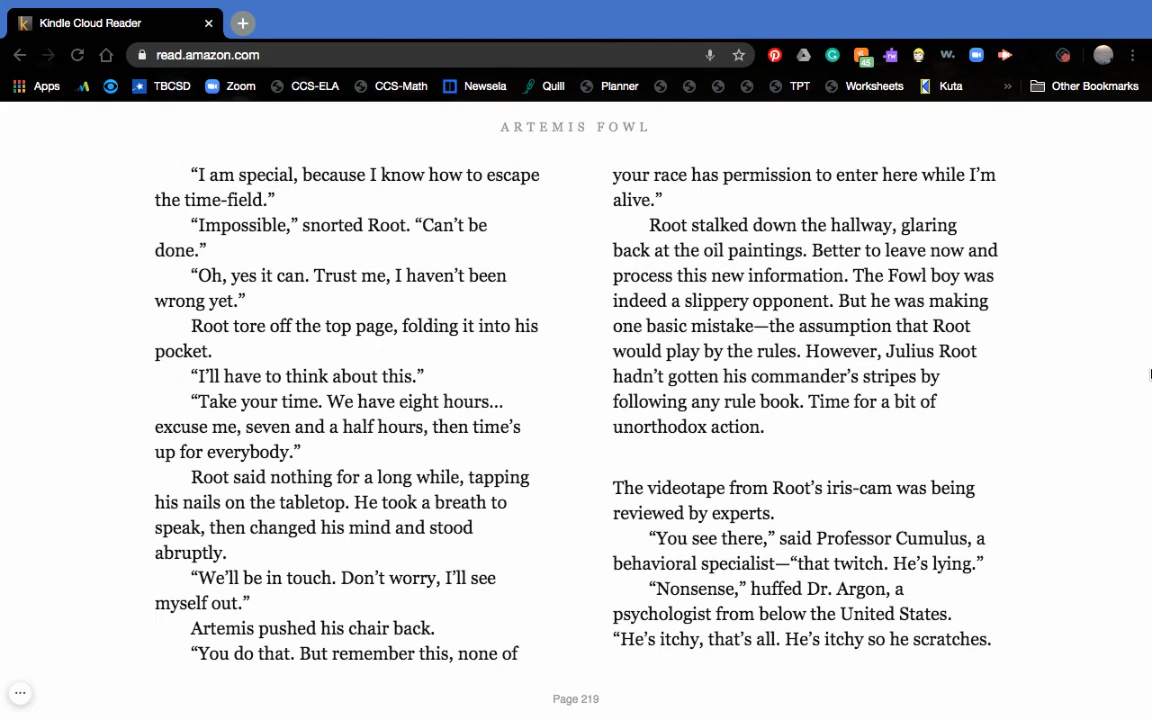 Kindle Cloud Reader
read.amazon.com
45
w.
Apps
TBCSD
Zoom
CCS-ELA
CCS-Math
Newsela
Quill
Planner
TPT
Worksheets
Kuta
»
Other Bookmarks
ARTEMIS FOWL
“I am special, because I know how to escape
the time-field.”
“Impossible,” snorted Root. “Can’t be
done.”
“Oh, yes it can. Trust me, I haven’t been
wrong yet.”
Root tore off the top page, folding it into his
pocket.
“I’ll have to think about this.”
“Take your time. We have eight hours…
excuse me, seven and a half hours, then time’s
up for everybody.”
Root said nothing for a long while, tapping
his nails on the tabletop. He took a breath to
speak, then changed his mind and stood
abruptly.
“We’ll be in touch. Don’t worry, I’ll see
myself out.”
Artemis pushed his chair back.
“You do that. But remember this, none of
your race has permission to enter here while I’m
alive.”
Root stalked down the hallway, glaring
back at the oil paintings. Better to leave now and
process this new information. The Fowl boy was
indeed a slippery opponent. But he was making
one basic mistake—the assumption that Root
would play by the rules. However, Julius Root
hadn’t gotten his commander’s stripes by
following any rule book. Time for a bit of
unorthodox action.
The videotape from Root’s iris-cam was being
reviewed by experts.
“You see there,” said Professor Cumulus, a
behavioral specialist—“that twitch. He’s lying.”
“Nonsense,” huffed Dr. Argon, a
psychologist from below the United States.
“He’s itchy, that’s all. He’s itchy so he scratches.
Page 219